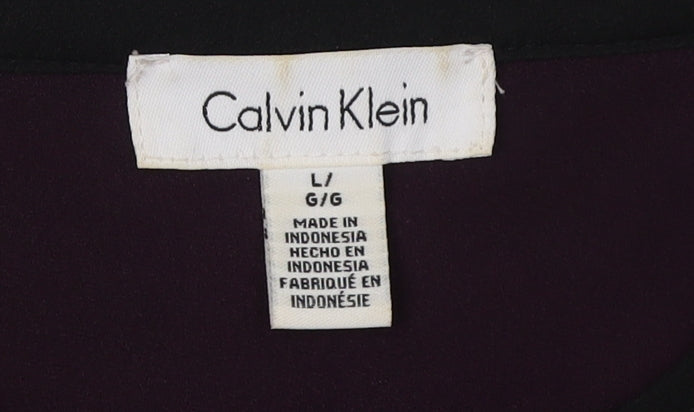 Calvin Klein
L/
G/G
MADE IN
INDONESIA
HECHO EN
INDONESIA
FABRIQUÉ EN
INDONÉSIE